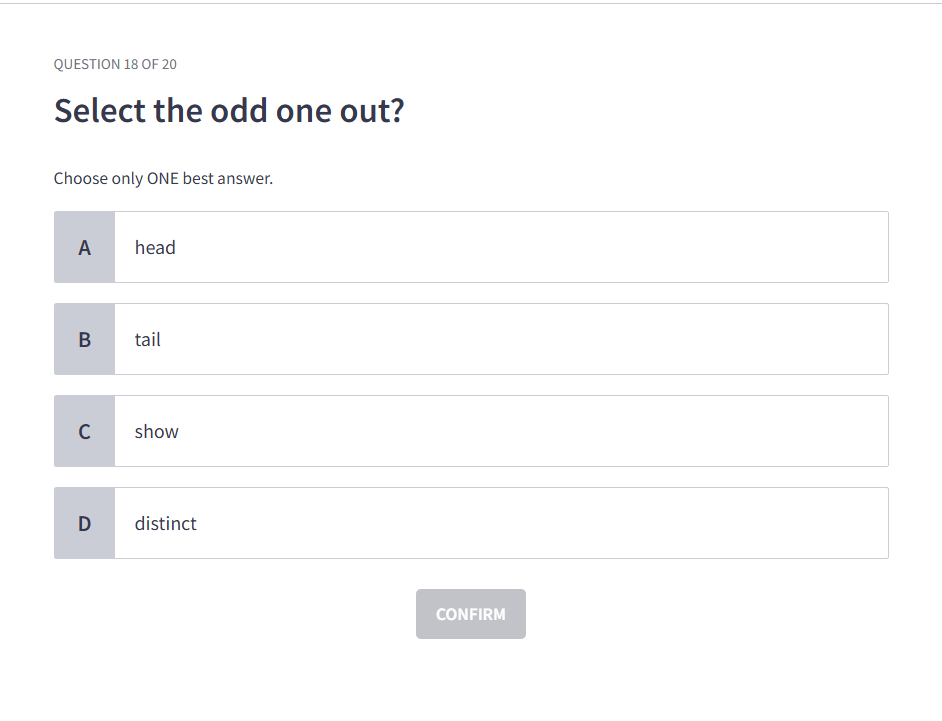 QUESTION 18 OF 20
Select the odd one out?
Choose only ONE best answer.
A head
B tail
C show
D distinct
CONFIRM